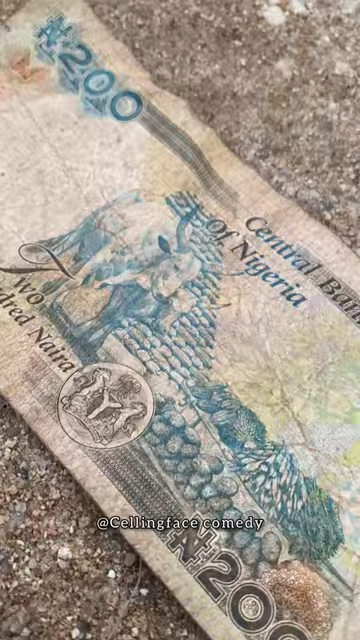 ₦200
Central Bank
of Nigeria
Two
dred Naira
@Cellingface comedy
₦200